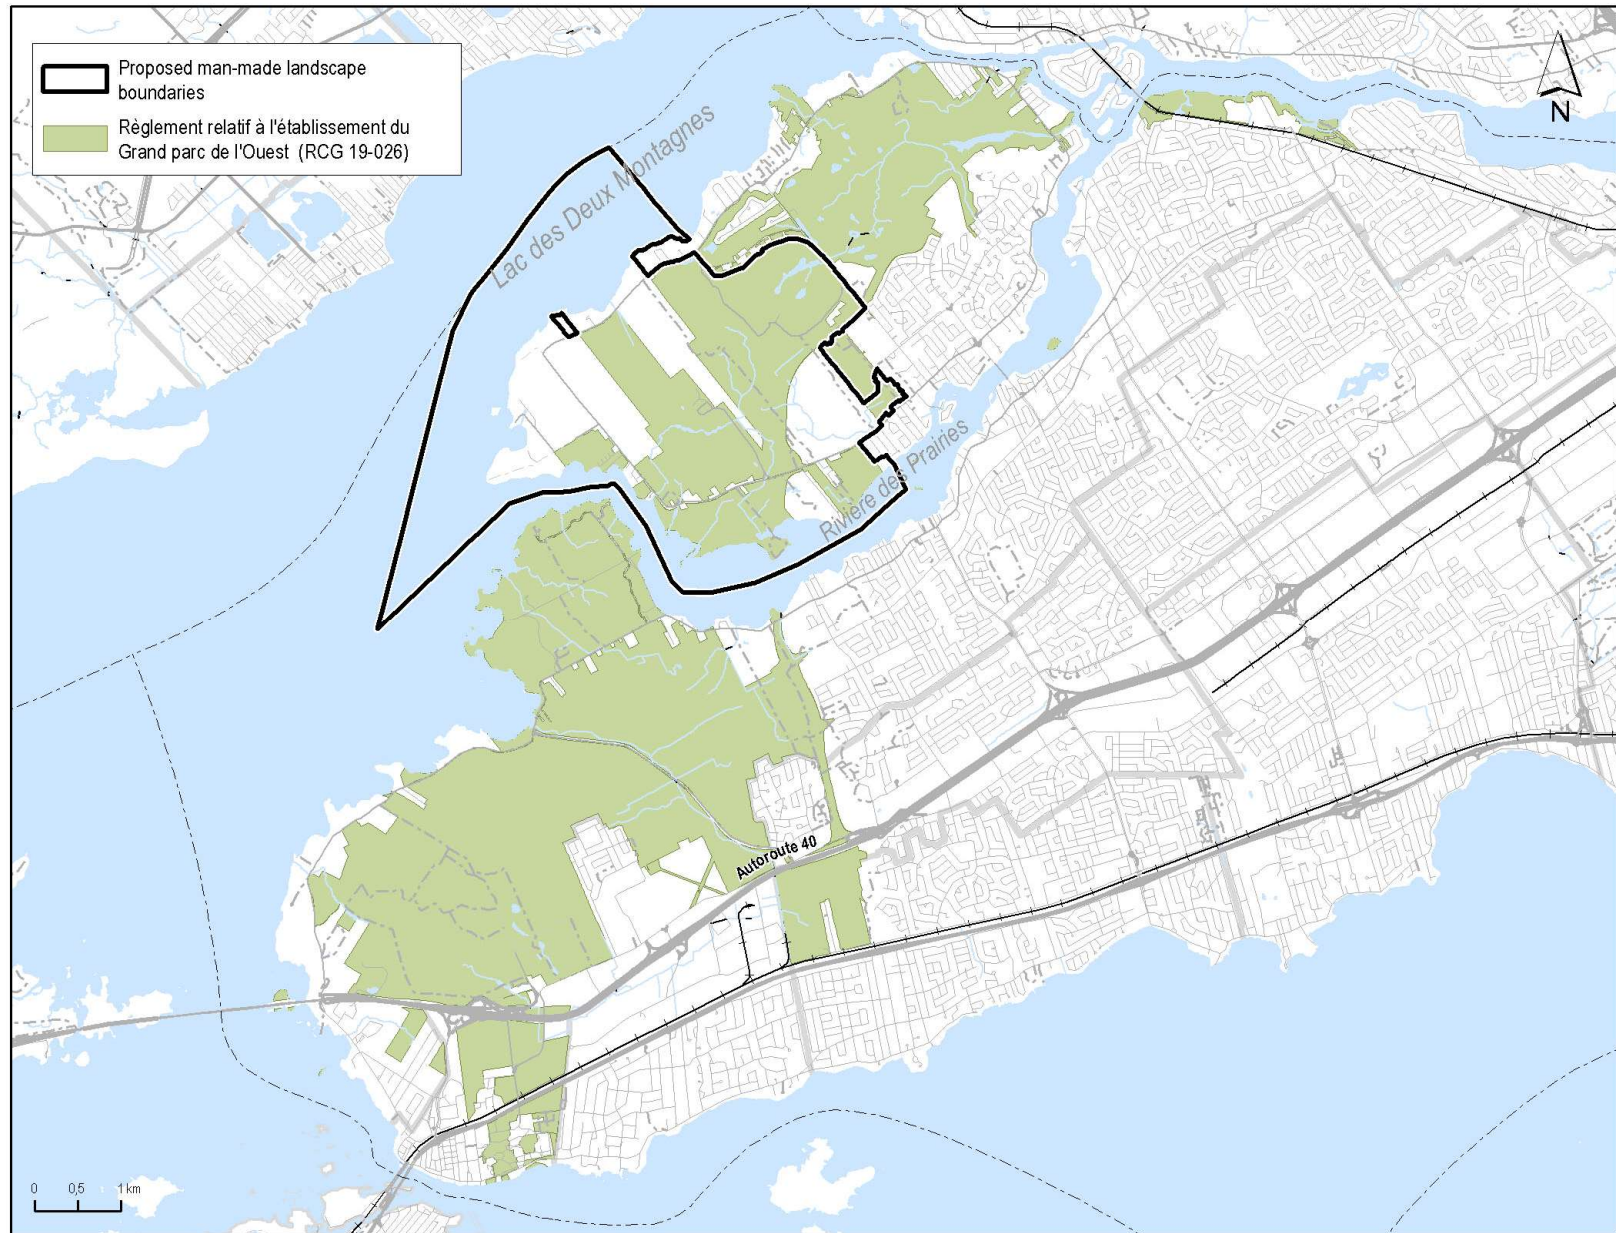 Proposed man-made landscape
boundaries
Règlement relatif à l'établissement du
Grand parc de l'Ouest (RCG 19-026)
N
Lac des Deux Montagnes
Rivière des Prairies
Autoroute 40
0 0,5 1 km